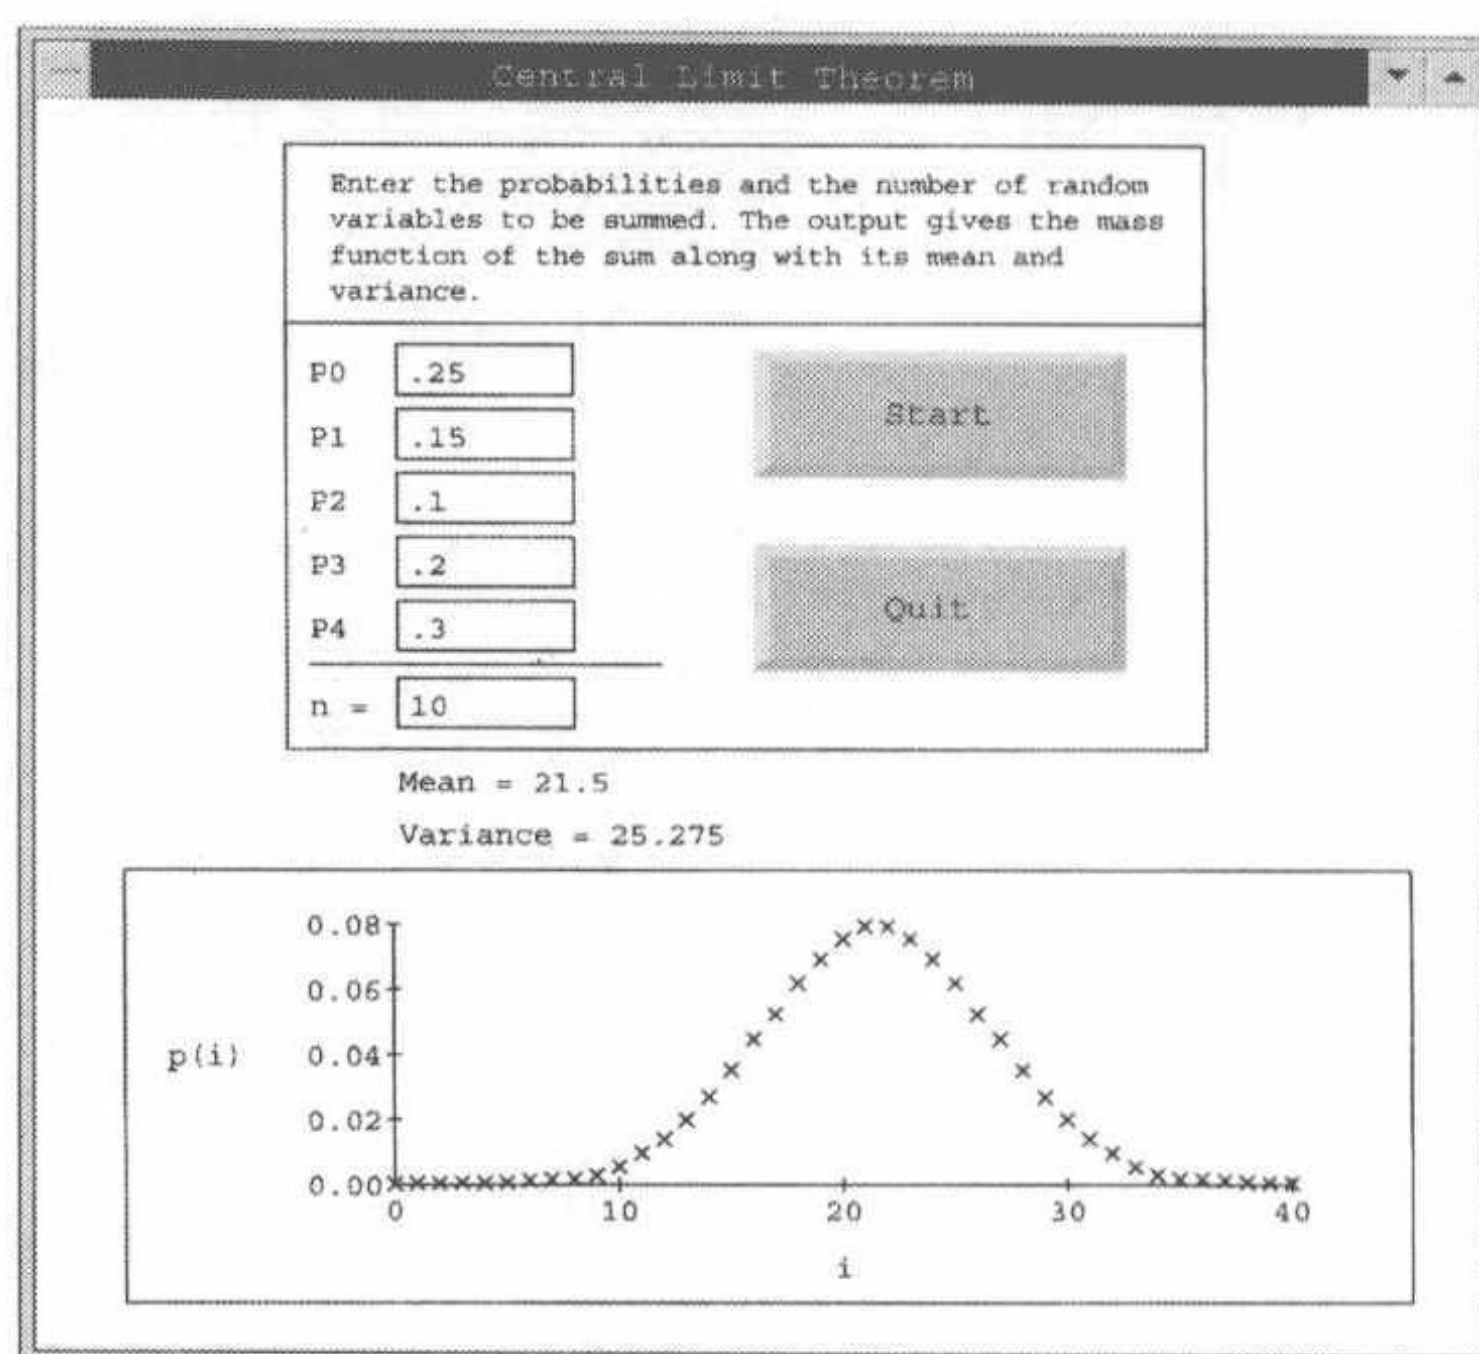 Central Limit Theorem
Enter the probabilities and the number of random
variables to be summed. The output gives the mass
function of the sum along with its mean and
variance.
P0 .25
P1 .15
P2 .1
P3 .2
P4 .3
n = 10
Start
Quit
Mean = 21.5
Variance = 25.275
0.08
0.06
p(i) 0.04
0.02
0.00
0 10 20 30 40
i